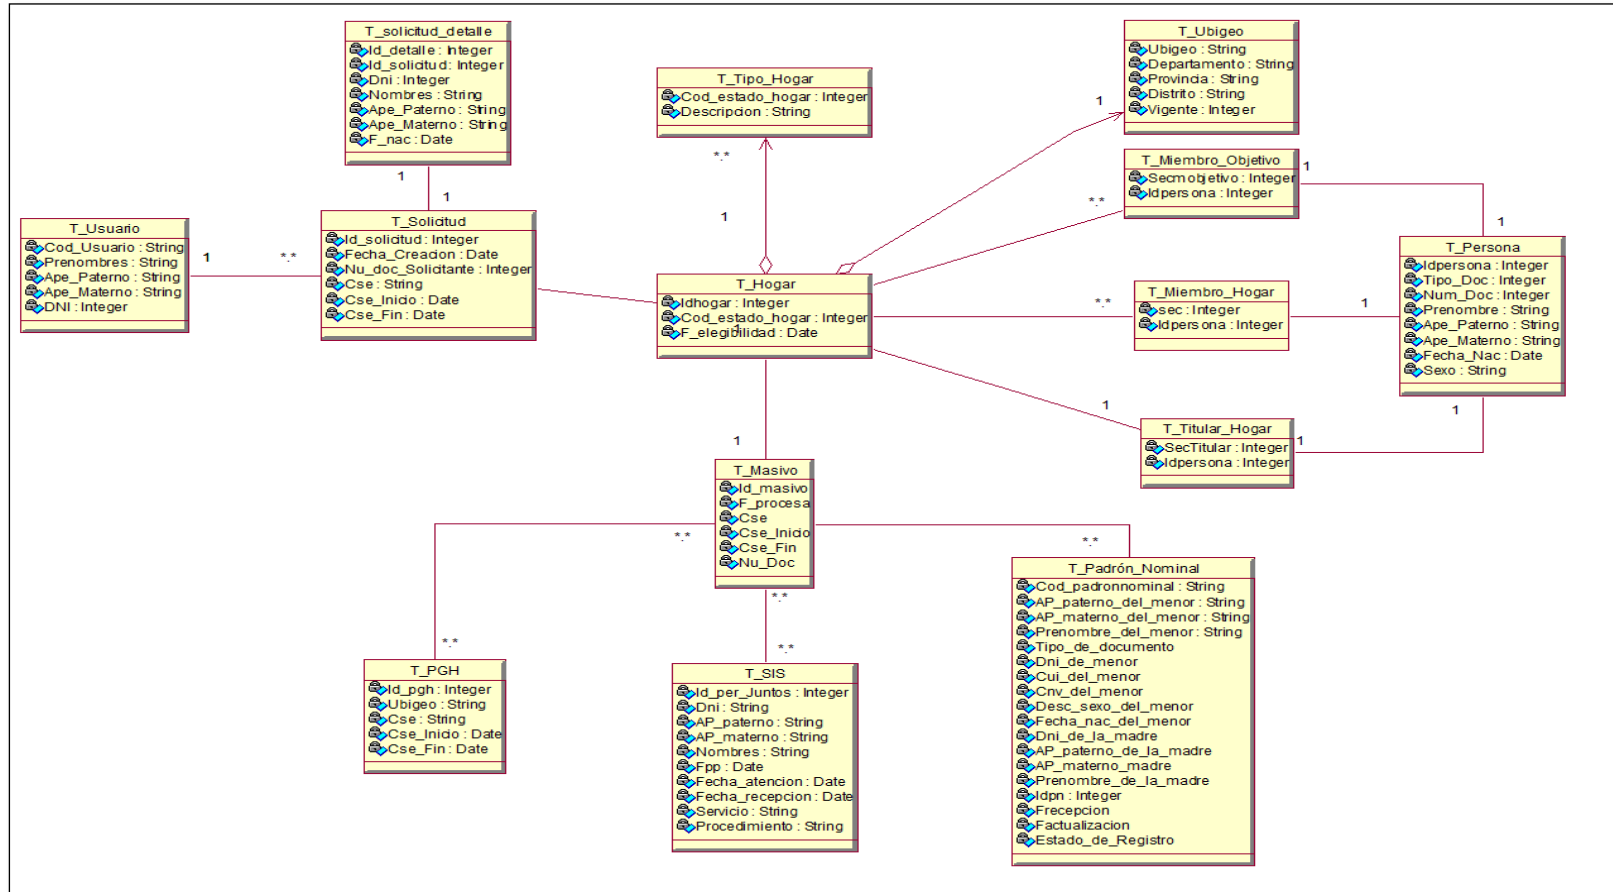 T_solicitud_detalle
Id_detalle : Integer
Id_solicitud : Integer
Dni : Integer
Nombres : String
Ape_Paterno : String
Ape_Materno : String
F_nac : Date
1
1
T_Usuario
Cod_Usuario : String
Prenombres : String
Ape_Paterno : String
Ape_Materno : String
DNI : Integer
1
*.*
T_Solicitud
Id_solicitud : Integer
Fecha_Creacion : Date
Nu_doc_Solicitante : Integer
Cse : String
Cse_Inicio : Date
Cse_Fin : Date
T_Tipo_Hogar
Cod_estado_hogar : Integer
Descripcion : String
*.*
1
T_Hogar
Idhogar : Integer
Cod_estado_hogar : Integer
F_elegibilidad : Date
1
1
T_Ubigeo
Ubigeo : String
Departamento : String
Provincia : String
Distrito : String
Vigente : Integer
1
T_Miembro_Objetivo
Secmobjetivo : Integer
Idpersona : Integer
*.*
1
1
T_Persona
Idpersona : Integer
Tipo_Doc : Integer
Num_Doc : Integer
Prenombre : String
Ape_Paterno : String
Ape_Materno : String
Fecha_Nac : Date
Sexo : String
T_Miembro_Hogar
sec : Integer
Idpersona : Integer
*.*
1
T_Titular_Hogar
SecTitular : Integer
Idpersona : Integer
1
1
1
T_Masivo
Id_masivo
F_procesa
Cse
Cse_Inicio
Cse_Fin
Nu_Doc
*.*
*.*
*.*
T_PGH
Id_pgh : Integer
Ubigeo : String
Cse : String
Cse_Inicio : Date
Cse_Fin : Date
*.*
*.*
T_SIS
Id_per_Juntos : Integer
Dni : String
AP_paterno : String
AP_materno : String
Nombres : String
Fpp : Date
Fecha_atencion : Date
Fecha_recepcion : Date
Servicio : String
Procedimiento : String
T_Padrón_Nominal
Cod_padronnominal : String
AP_paterno_del_menor : String
AP_materno_del_menor : String
Prenombre_del_menor : String
Tipo_de_documento
Dni_de_menor
Cui_del_menor
Cnv_del_menor
Desc_sexo_del_menor
Fecha_nac_del_menor
Dni_de_la_madre
AP_paterno_de_la_madre
AP_materno_madre
Prenombre_de_la_madre
Idpn : Integer
Frecepcion
Factualizacion
Estado_de_Registro